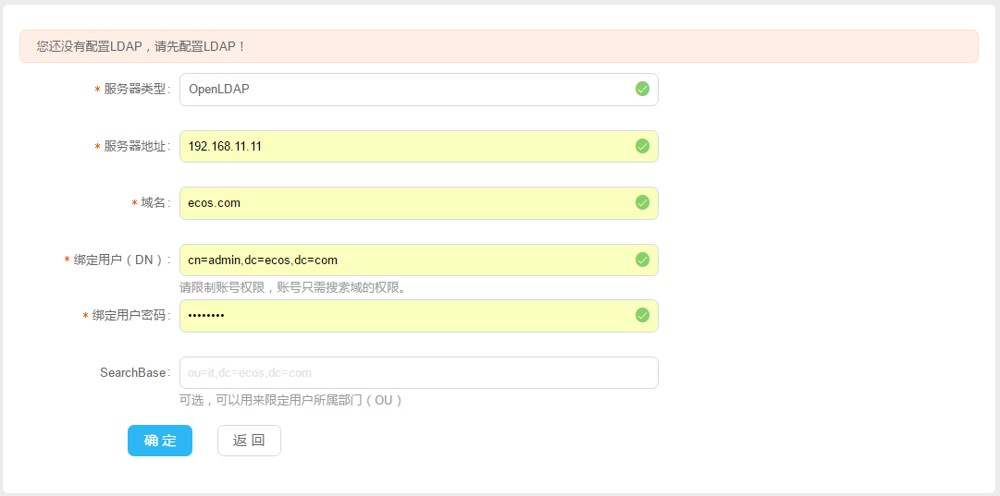 您还没有配置LDAP，请先配置LDAP！
* 服务器类型: OpenLDAP
* 服务器地址: 192.168.11.11
* 域名: ecos.com
* 绑定用户（DN）: cn=admin,dc=ecos,dc=com
请限制账号权限，账号只需搜索域的权限。
* 绑定用户密码: ••••••••
SearchBase: ou=it,dc=ecos,dc=com
可选，可以用来限定用户所属部门（OU）
确 定 返 回